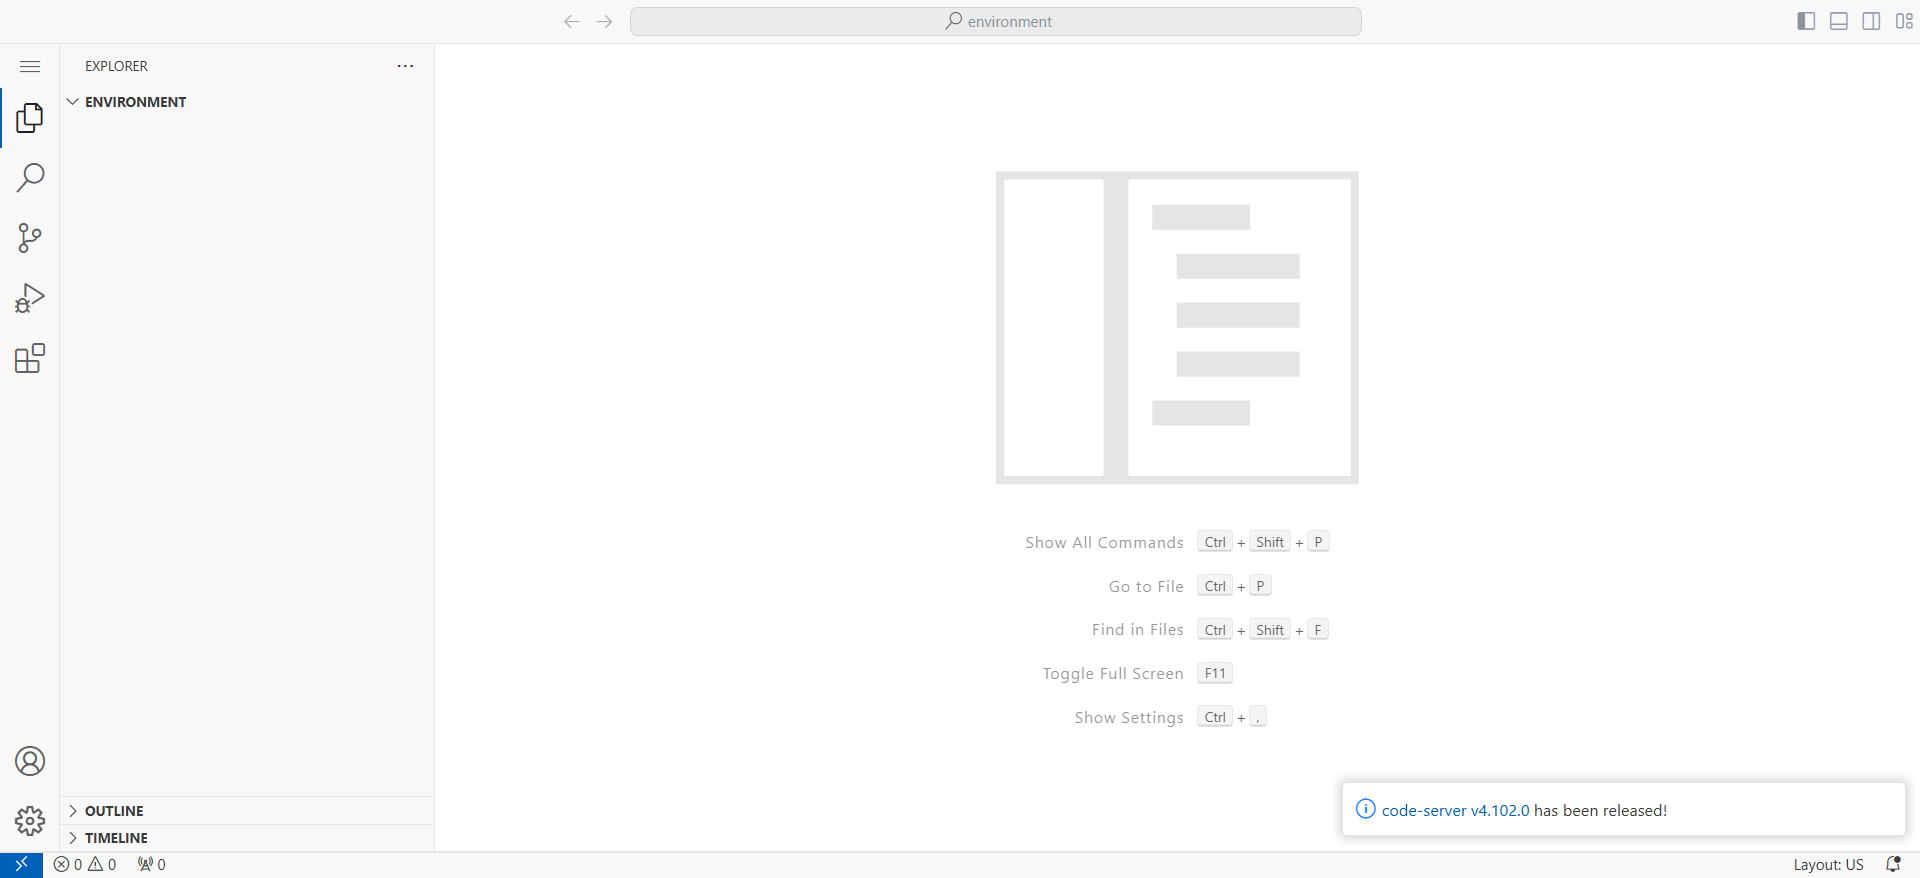 environment
EXPLORER
ENVIRONMENT
Show All Commands Ctrl + Shift + P
Go to File Ctrl + P
Find in Files Ctrl + Shift + F
Toggle Full Screen F11
Show Settings Ctrl + ,
OUTLINE
code-server v4.102.0 has been released!
TIMELINE
0 0 0
Layout: US